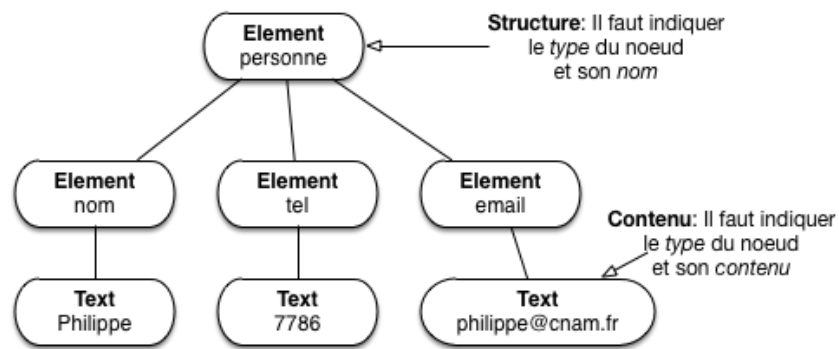 Element
personne
Structure: Il faut indiquer
le type du noeud
et son nom
Element
nom
Element
tel
Element
email
Contenu: Il faut indiquer
le type du noeud
et son contenu
Text
Philippe
Text
7786
Text
philippe@cnam.fr